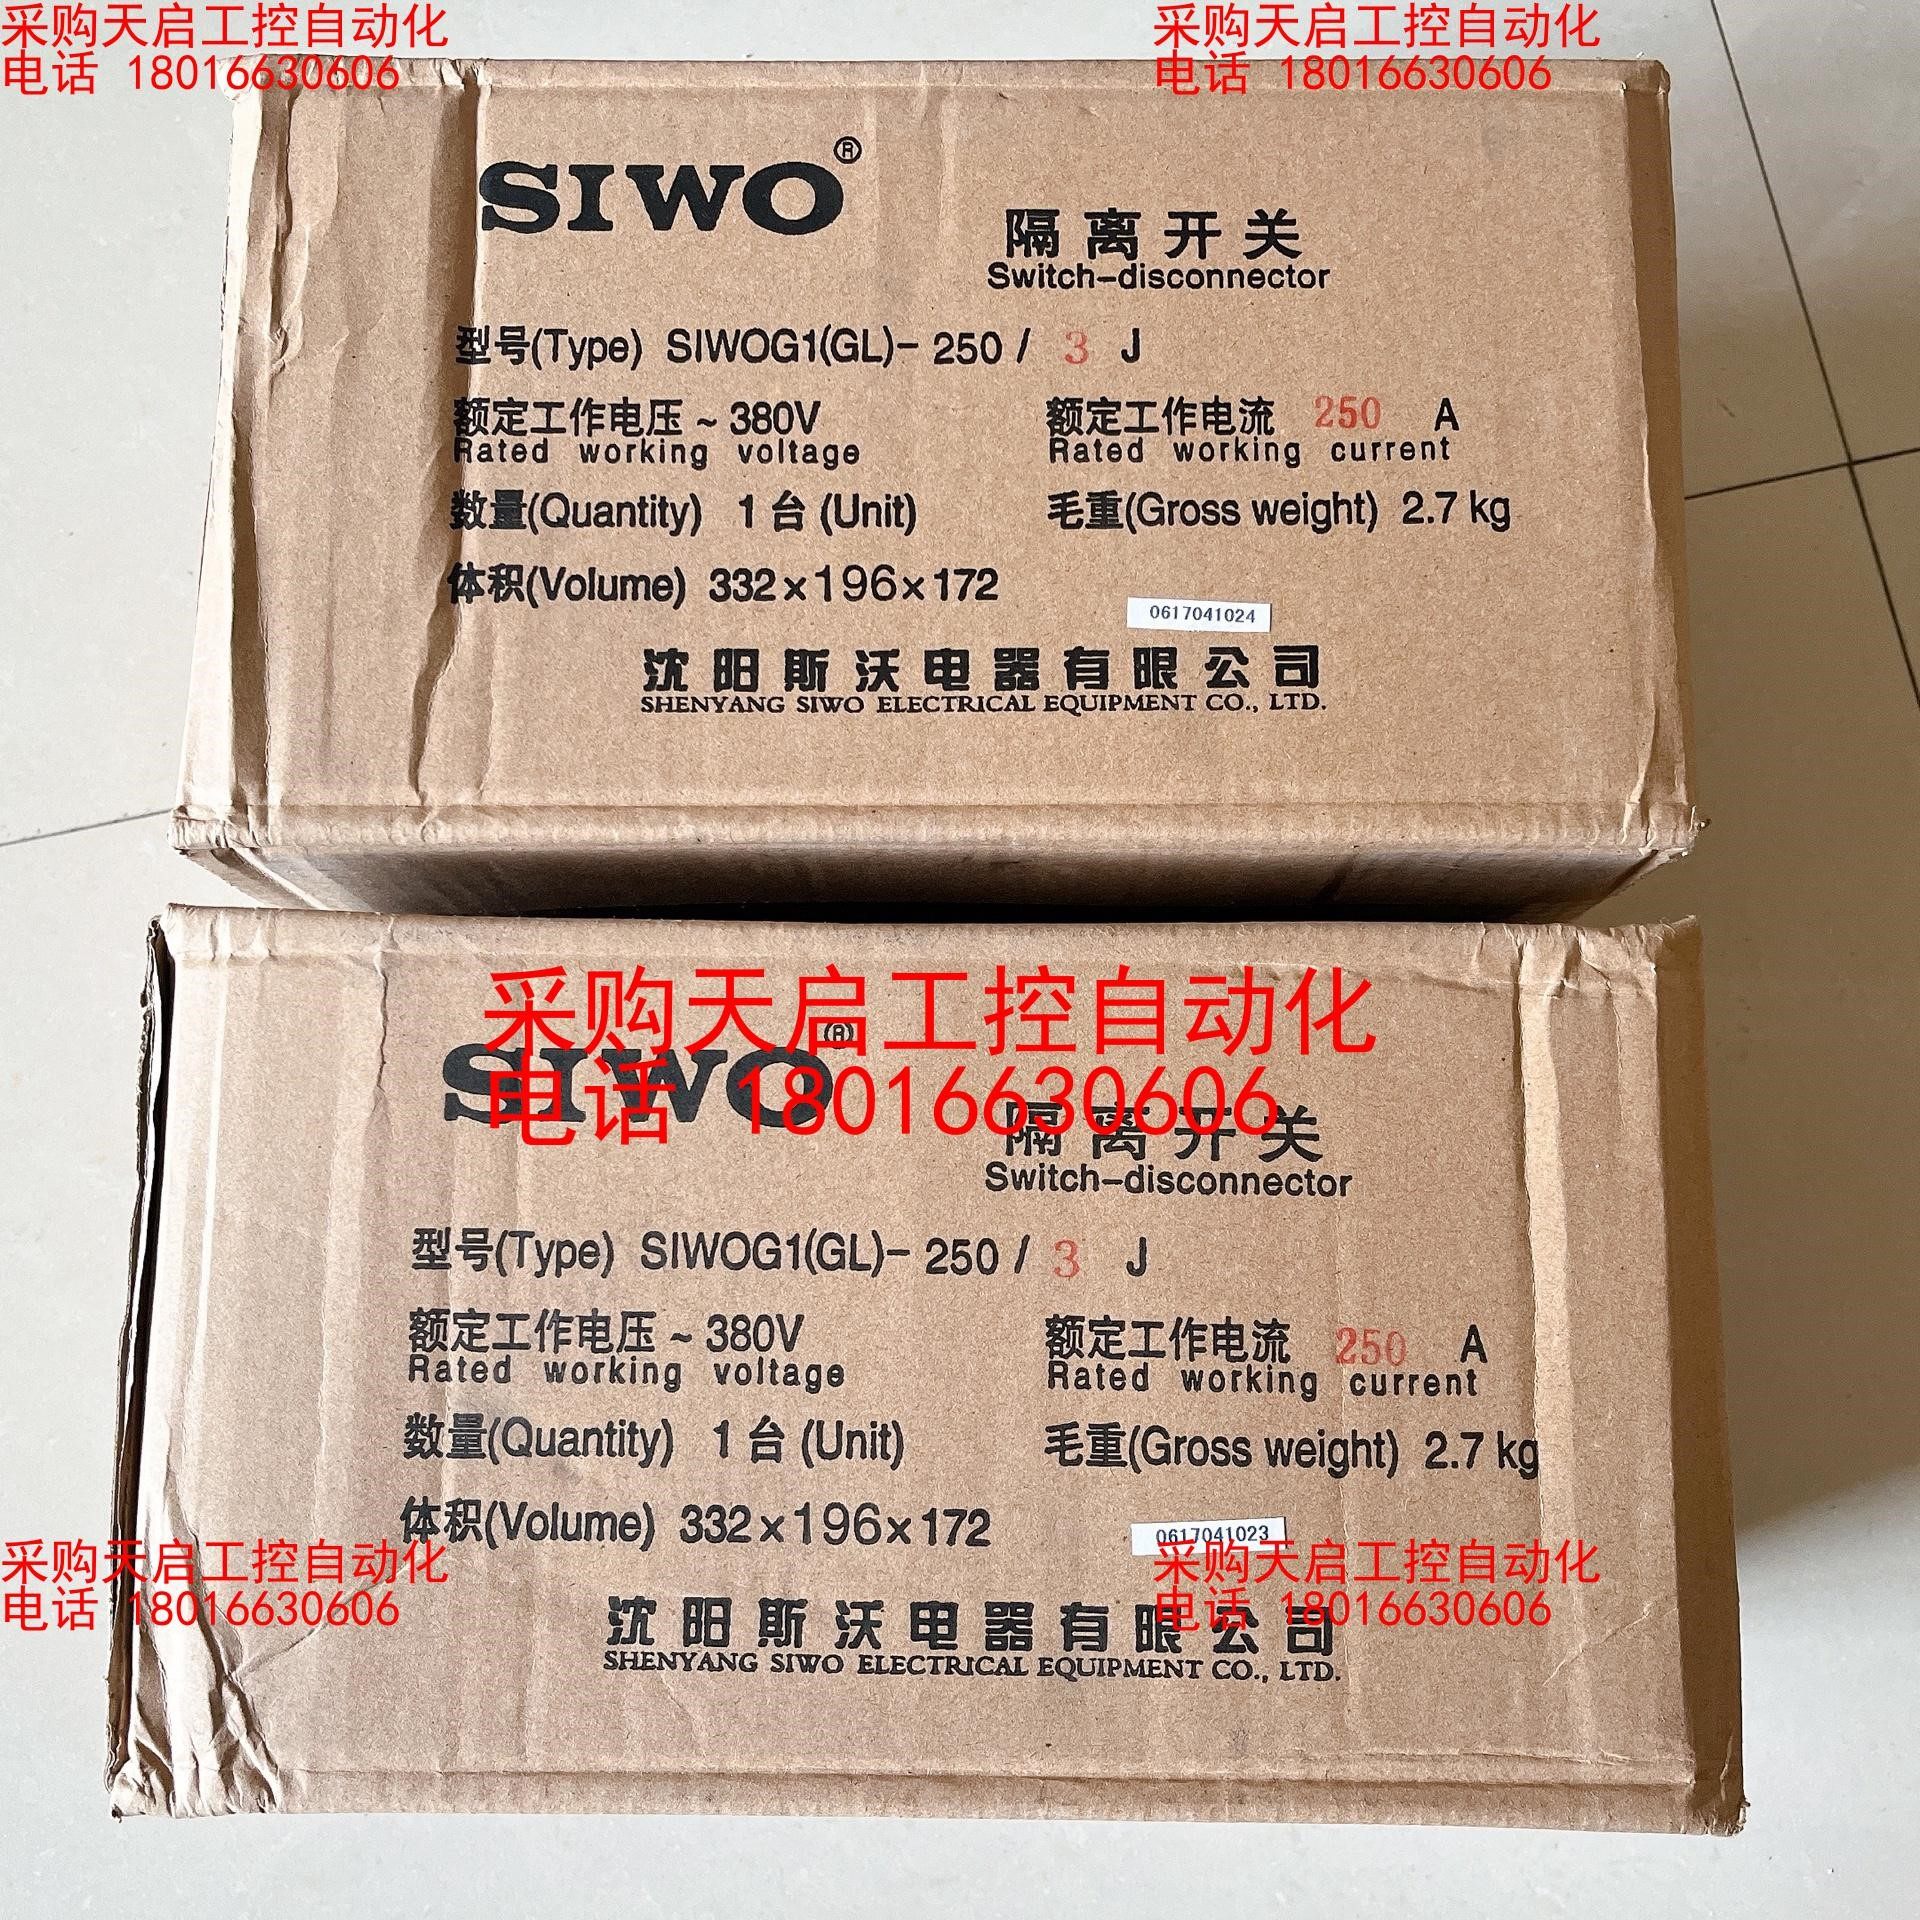 采购天启工控自动化
电话 18016630606
采购天启工控自动化
电话 18016630606
SIWO®
隔离开关
Switch-disconnector
型号(Type) SIWOG1(GL)- 250 / 3 J
额定工作电压 ~ 380V
Rated working voltage
额定工作电流 250 A
Rated working current
数量(Quantity) 1 台 (Unit)
毛重(Gross weight) 2.7 kg
体积(Volume) 332×196×172
0617041024
沈阳斯沃电器有限公司
SHENYANG SIWO ELECTRICAL EQUIPMENT CO., LTD.
采购天启工控自动化
电话 18016630606
SIWO®
隔离开关
Switch-disconnector
型号(Type) SIWOG1(GL)- 250 / 3 J
额定工作电压 ~ 380V
Rated working voltage
额定工作电流 250 A
Rated working current
数量(Quantity) 1 台 (Unit)
毛重(Gross weight) 2.7 kg
体积(Volume) 332×196×172
0617041023
采购天启工控自动化
电话 18016630606
采购天启工控自动化
电话 18016630606
沈阳斯沃电器有限公司
SHENYANG SIWO ELECTRICAL EQUIPMENT CO., LTD.